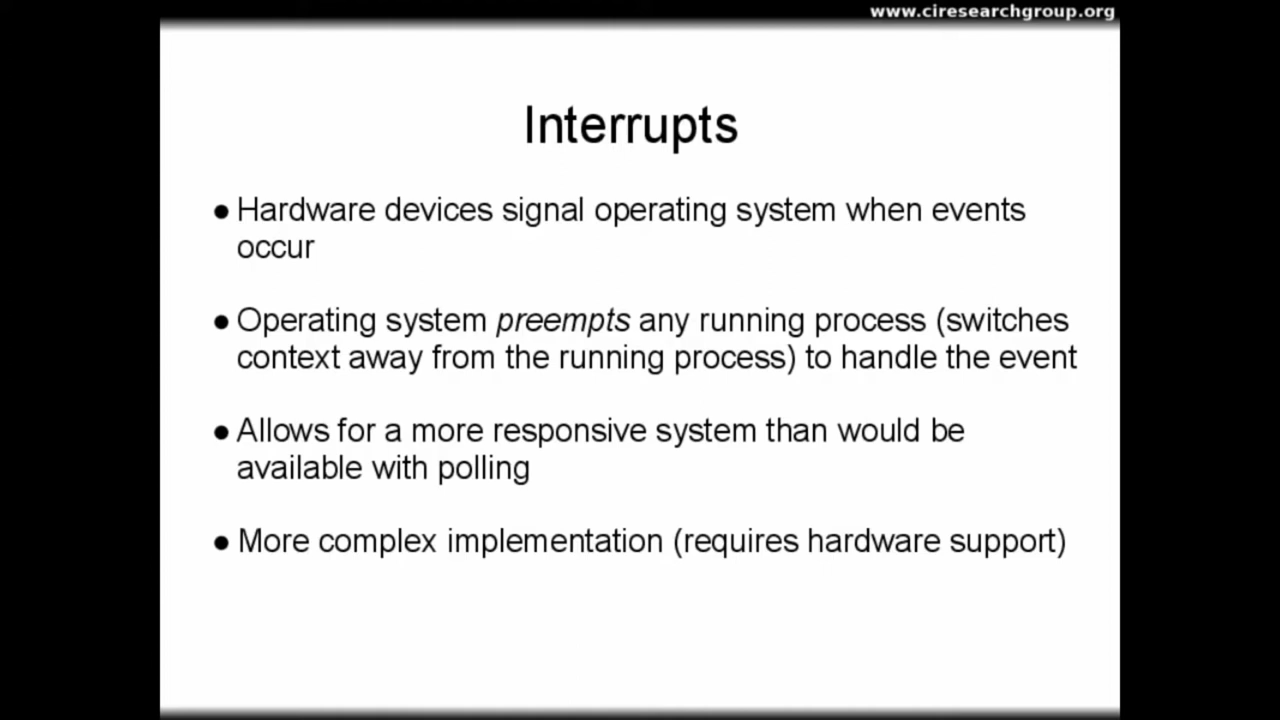 www.ciresearchgroup.org
Interrupts
● Hardware devices signal operating system when events
occur
● Operating system preempts any running process (switches
context away from the running process) to handle the event
● Allows for a more responsive system than would be
available with polling
● More complex implementation (requires hardware support)